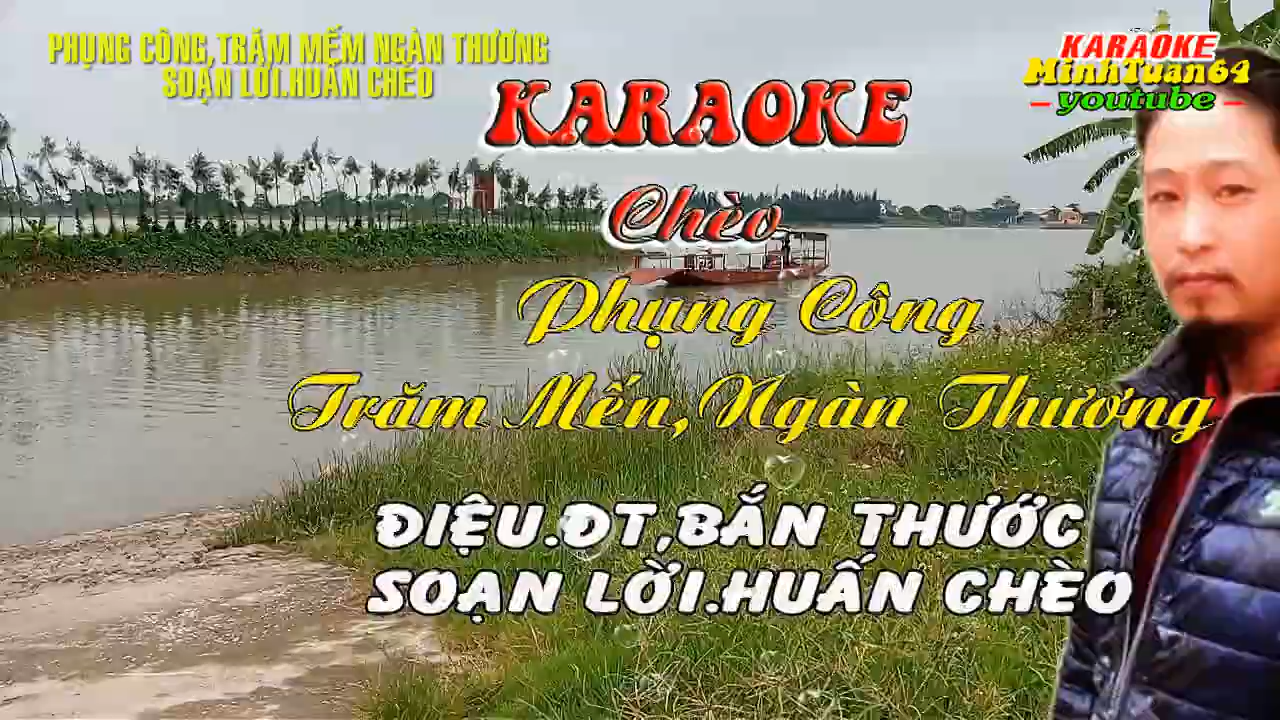 PHỤNG CÔNG,TRĂM MẾM NGÀN THƯƠNG
SOẠN LỜI.HUẤN CHÈO
KARAOKE
MinhTuan64
– youtube –
KARAOKE
Chèo
Phụng Công
Trăm Mến,Ngàn Thương
ĐIỆU.ĐT,BẮN THƯỚC
SOẠN LỜI.HUẤN CHÈO